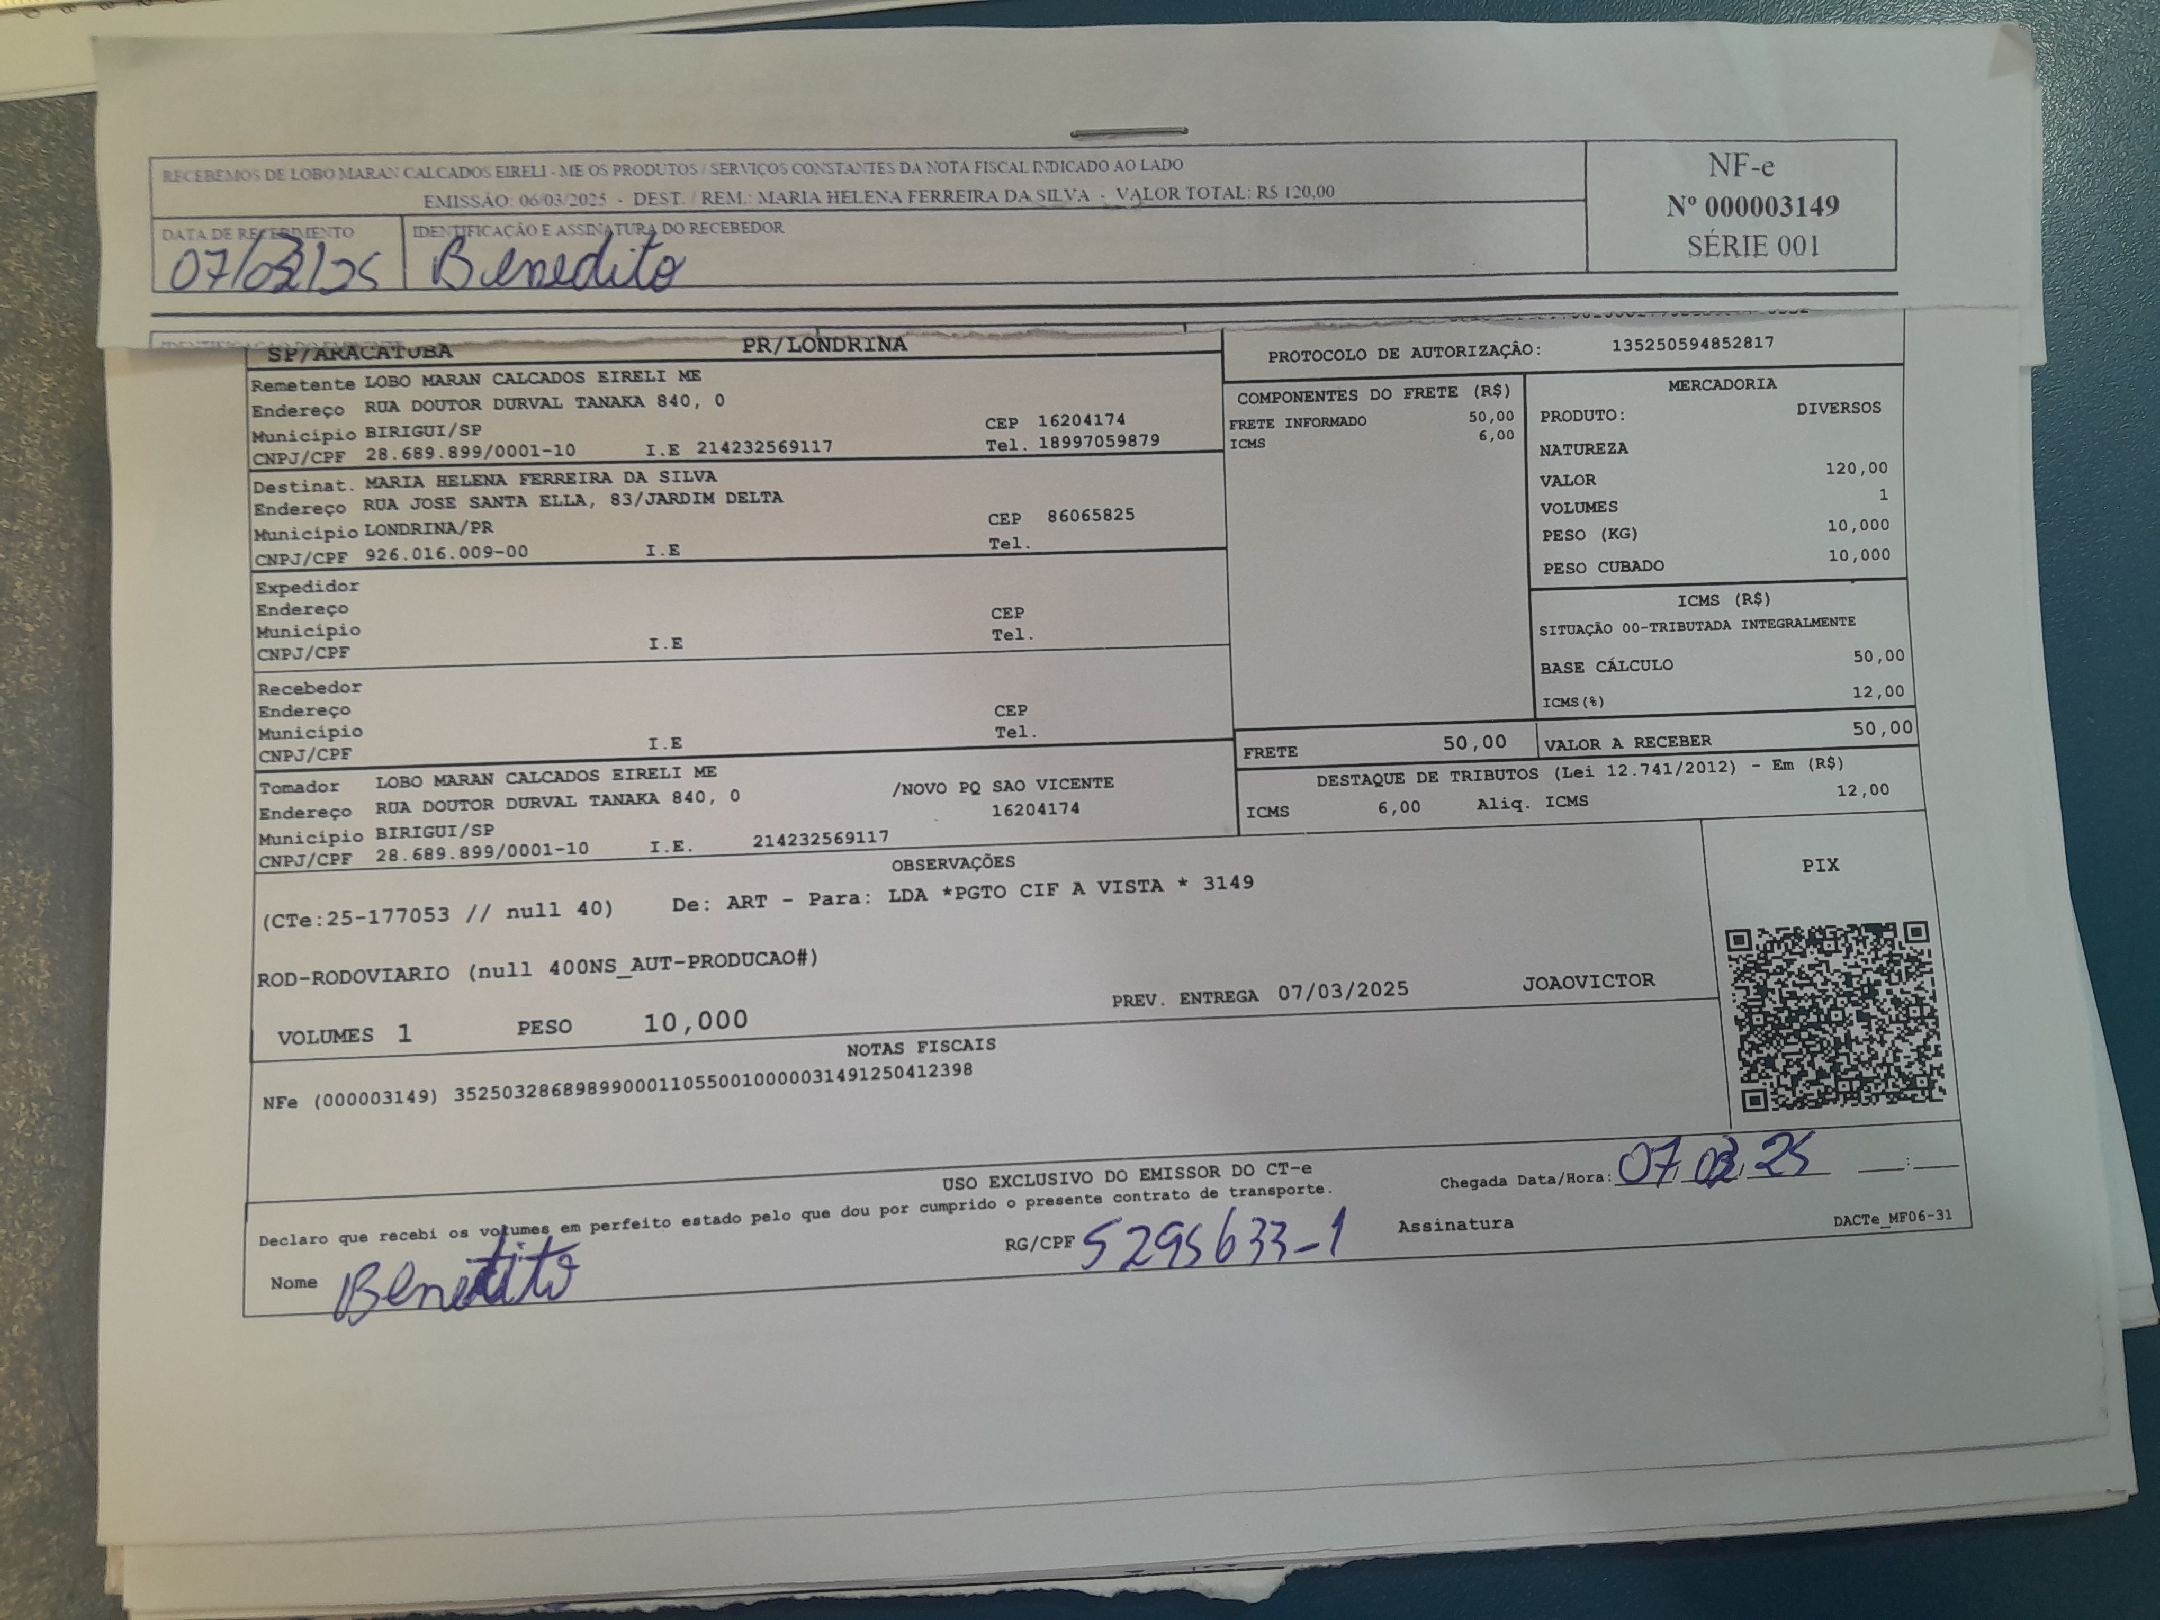 RECEBEMOS DE LOBO MARAN CALCADOS EIRELI - ME OS PRODUTOS / SERVIÇOS CONSTANTES DA NOTA FISCAL INDICADO AO LADO
EMISSÃO: 06/03/2025 - DEST. / REM.: MARIA HELENA FERREIRA DA SILVA - VALOR TOTAL: R$ 120,00
NF-e
Nº 000003149
SÉRIE 001
DATA DE RECEBIMENTO
07/03/25
IDENTIFICAÇÃO E ASSINATURA DO RECEBEDOR
Benedito
SP/ARACATUBA PR/LONDRINA
PROTOCOLO DE AUTORIZAÇÃO: 135250594852817
Remetente LOBO MARAN CALCADOS EIRELI ME
Endereço RUA DOUTOR DURVAL TANAKA 840, 0
Município BIRIGUI/SP CEP 16204174
CNPJ/CPF 28.689.899/0001-10 I.E 214232569117 Tel. 18997059879
Destinat. MARIA HELENA FERREIRA DA SILVA
Endereço RUA JOSE SANTA ELLA, 83/JARDIM DELTA
Município LONDRINA/PR CEP 86065825
CNPJ/CPF 926.016.009-00 I.E Tel.
Expedidor
Endereço
Município CEP
CNPJ/CPF I.E Tel.
Recebedor
Endereço
Município CEP
CNPJ/CPF I.E Tel.
Tomador LOBO MARAN CALCADOS EIRELI ME
Endereço RUA DOUTOR DURVAL TANAKA 840, 0 /NOVO PQ SAO VICENTE
Município BIRIGUI/SP 16204174
CNPJ/CPF 28.689.899/0001-10 I.E. 214232569117
COMPONENTES DO FRETE (R$)
FRETE INFORMADO 50,00
ICMS 6,00
MERCADORIA
PRODUTO: DIVERSOS
NATUREZA
VALOR 120,00
VOLUMES 1
PESO (KG) 10,000
PESO CUBADO 10,000
ICMS (R$)
SITUAÇÃO 00-TRIBUTADA INTEGRALMENTE
BASE CÁLCULO 50,00
ICMS(%) 12,00
FRETE 50,00 VALOR A RECEBER 50,00
DESTAQUE DE TRIBUTOS (Lei 12.741/2012) - Em (R$)
ICMS 6,00 Aliq. ICMS 12,00
OBSERVAÇÕES
(CTe:25-177053 // null 40) De: ART - Para: LDA *PGTO CIF A VISTA * 3149
ROD-RODOVIARIO (null 400NS_AUT-PRODUCAO#)
VOLUMES 1 PESO 10,000 PREV. ENTREGA 07/03/2025 JOAOVICTOR
PIX
NOTAS FISCAIS
NFe (000003149) 35250328689899000110550010000031491250412398
USO EXCLUSIVO DO EMISSOR DO CT-e
Declaro que recebi os volumes em perfeito estado pelo que dou por cumprido o presente contrato de transporte.
Chegada Data/Hora: 07 03 25 __:__
Nome Benedito RG/CPF 5295633-1 Assinatura
DACTe_MF06-31